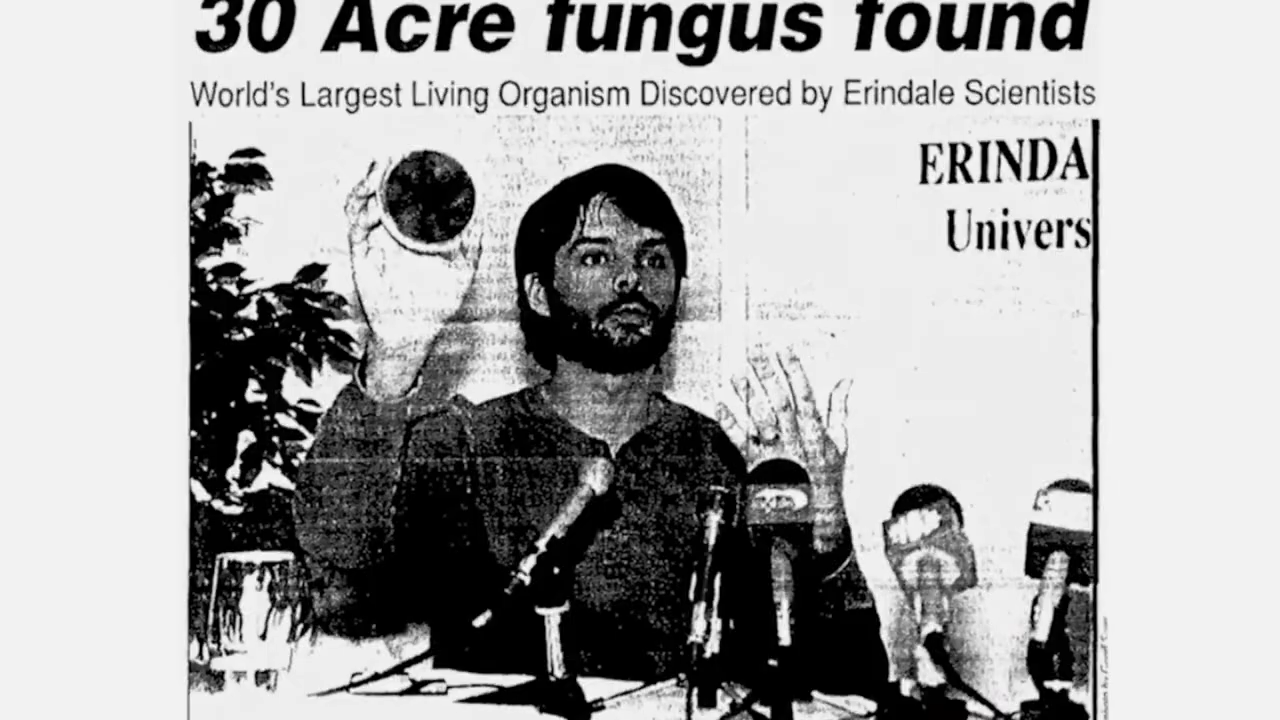 30 Acre fungus found
World's Largest Living Organism Discovered by Erindale Scientists
ERINDA
Univers